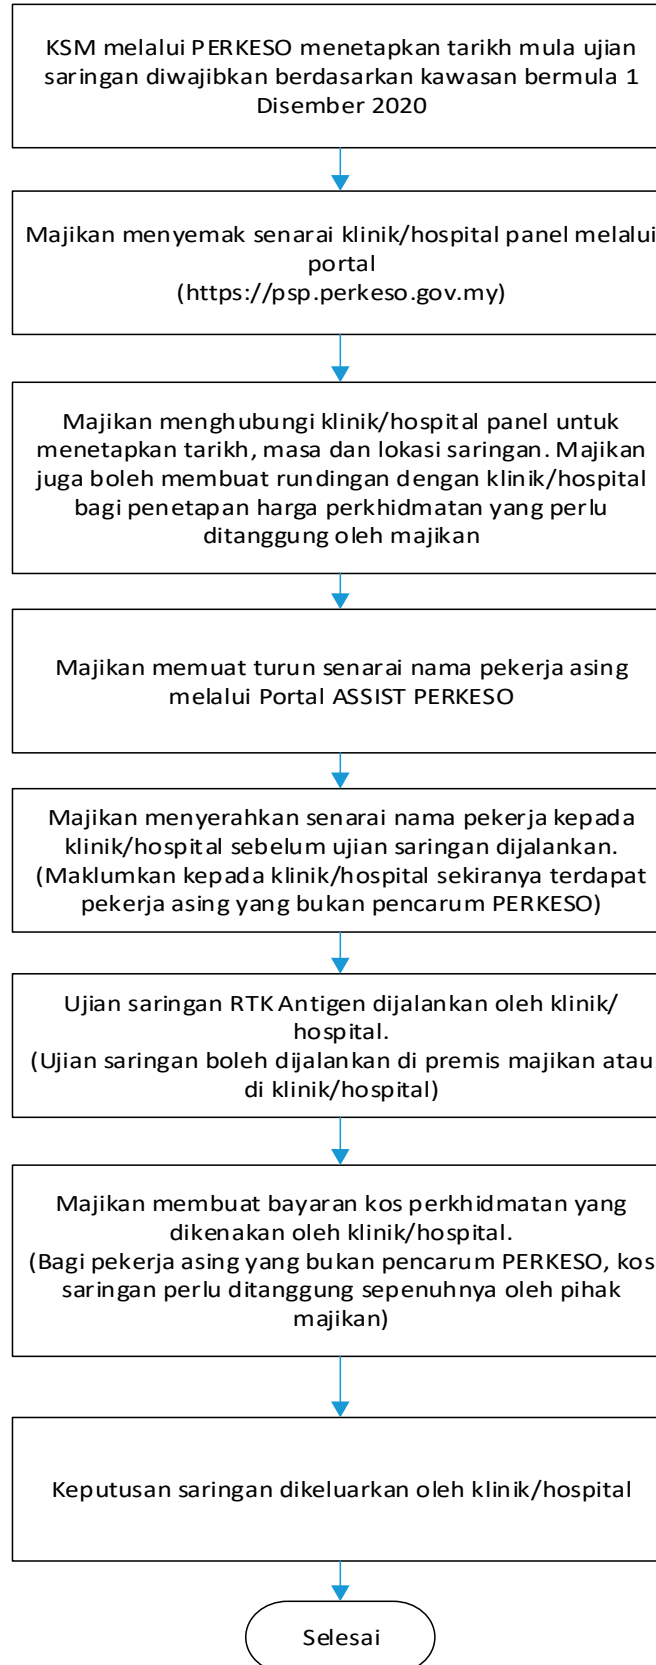 KSM melalui PERKESO menetapkan tarikh mula ujian
saringan diwajibkan berdasarkan kawasan bermula 1
Disember 2020
Majikan menyemak senarai klinik/hospital panel melalui
portal
(https://psp.perkeso.gov.my)
Majikan menghubungi klinik/hospital panel untuk
menetapkan tarikh, masa dan lokasi saringan. Majikan
juga boleh membuat rundingan dengan klinik/hospital
bagi penetapan harga perkhidmatan yang perlu
ditanggung oleh majikan
Majikan memuat turun senarai nama pekerja asing
melalui Portal ASSIST PERKESO
Majikan menyerahkan senarai nama pekerja kepada
klinik/hospital sebelum ujian saringan dijalankan.
(Maklumkan kepada klinik/hospital sekiranya terdapat
pekerja asing yang bukan pencarum PERKESO)
Ujian saringan RTK Antigen dijalankan oleh klinik/
hospital.
(Ujian saringan boleh dijalankan di premis majikan atau
di klinik/hospital)
Majikan membuat bayaran kos perkhidmatan yang
dikenakan oleh klinik/hospital.
(Bagi pekerja asing yang bukan pencarum PERKESO, kos
saringan perlu ditanggung sepenuhnya oleh pihak
majikan)
Keputusan saringan dikeluarkan oleh klinik/hospital
Selesai